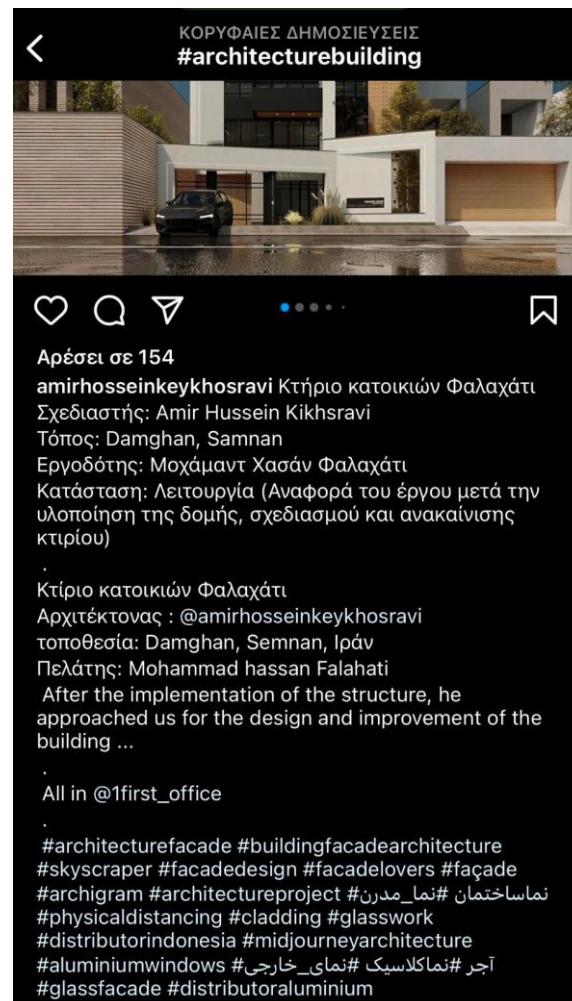 ΚΟΡΥΦΑΙΕΣ ΔΗΜΟΣΙΕΥΣΕΙΣ
#architecturebuilding
Αρέσει σε 154
amirhosseinkeykhosravi Κτήριο κατοικιών Φαλαχάτι
Σχεδιαστής: Amir Hussein Kikhsravi
Τόπος: Damghan, Samnan
Εργοδότης: Μοχάμαντ Χασάν Φαλαχάτι
Κατάσταση: Λειτουργία (Αναφορά του έργου μετά την
υλοποίηση της δομής, σχεδιασμού και ανακαίνισης
κτιρίου)
.
Κτίριο κατοικιών Φαλαχάτι
Αρχιτέκτονας : @amirhosseinkeykhosravi
τοποθεσία: Damghan, Semnan, Ιράν
Πελάτης: Mohammad hassan Falahati
After the implementation of the structure, he
approached us for the design and improvement of the
building ...
.
All in @1first_office
.
#architecturefacade #buildingfacadearchitecture
#skyscraper #facadedesign #facadelovers #façade
#archigram #architectureproject #نماساختمان #نما_مدرن
#physicaldistancing #cladding #glasswork
#distributorindonesia #midjourneyarchitecture
#aluminiumwindows #آجر #نماکلاسیک #نمای_خارجی
#glassfacade #distributoraluminium